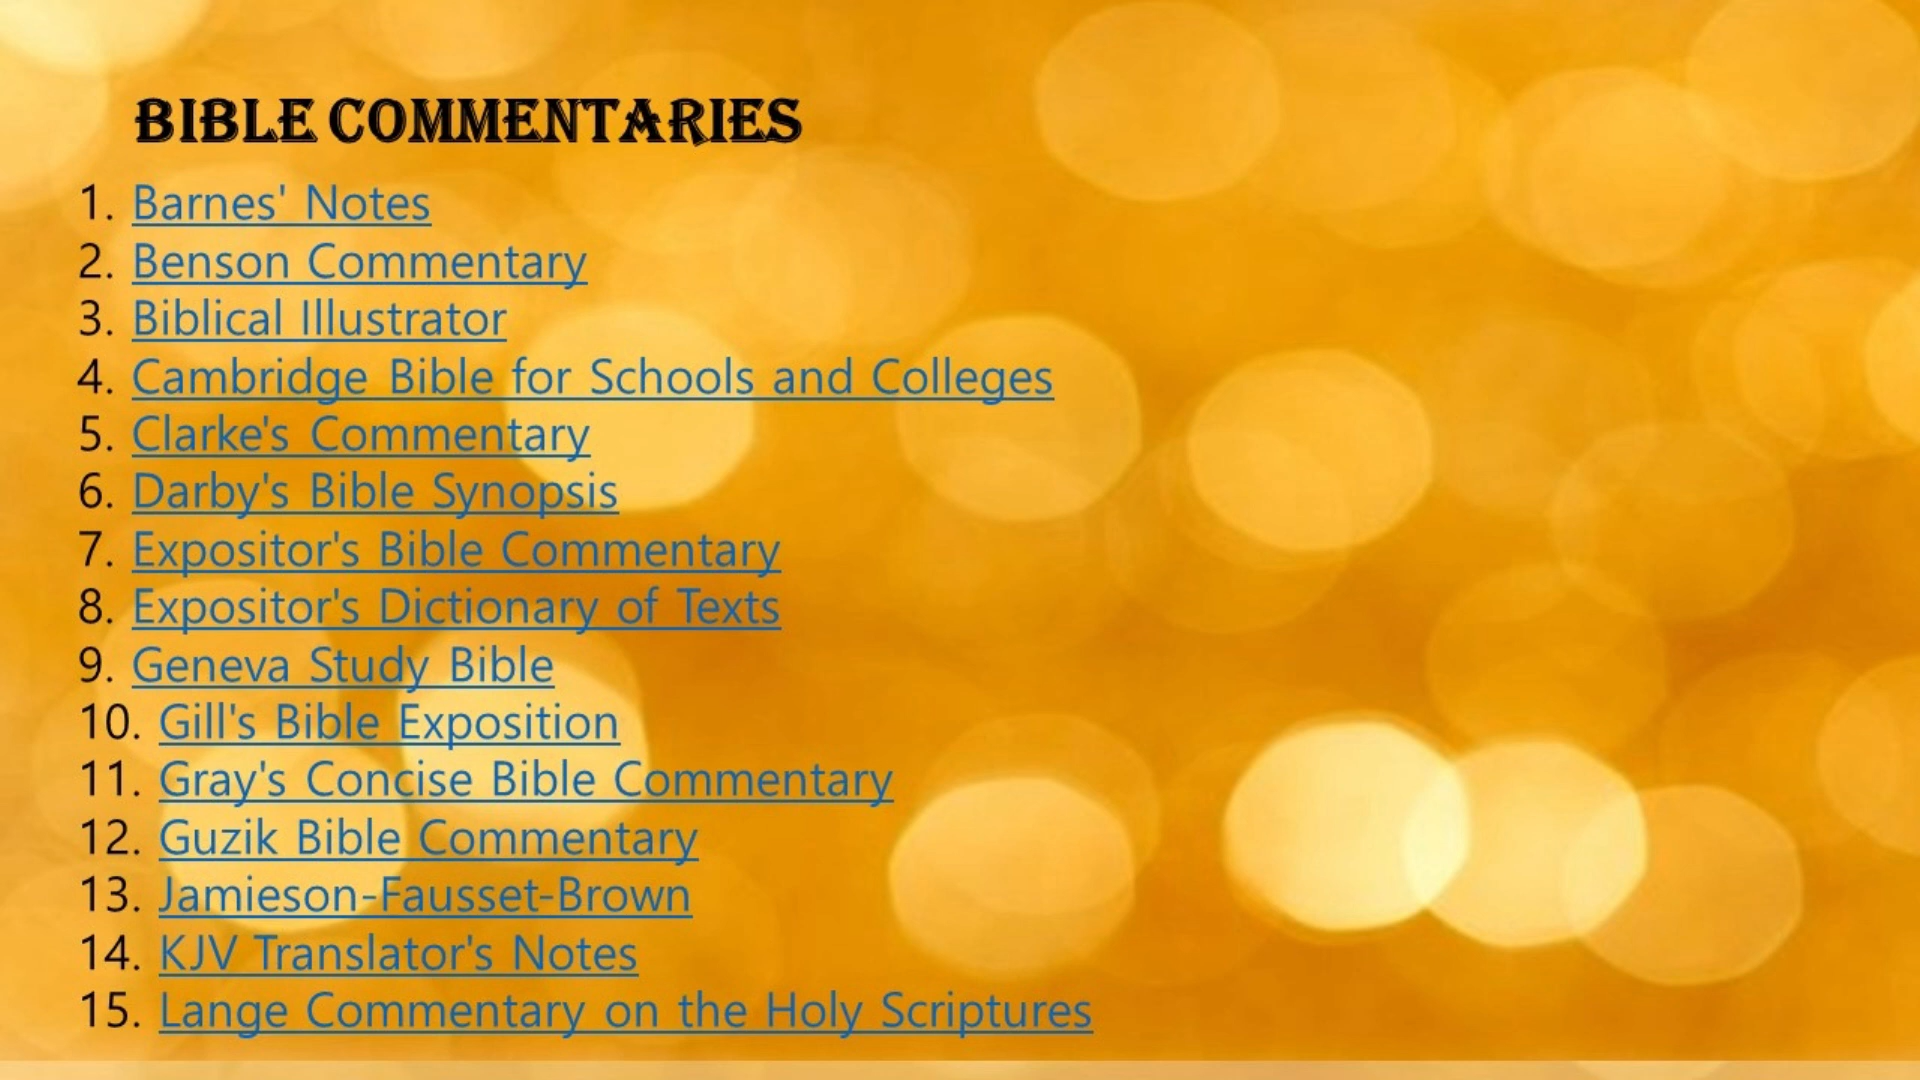 BIBLE COMMENTARIES
1. Barnes' Notes
2. Benson Commentary
3. Biblical Illustrator
4. Cambridge Bible for Schools and Colleges
5. Clarke's Commentary
6. Darby's Bible Synopsis
7. Expositor's Bible Commentary
8. Expositor's Dictionary of Texts
9. Geneva Study Bible
10. Gill's Bible Exposition
11. Gray's Concise Bible Commentary
12. Guzik Bible Commentary
13. Jamieson-Fausset-Brown
14. KJV Translator's Notes
15. Lange Commentary on the Holy Scriptures